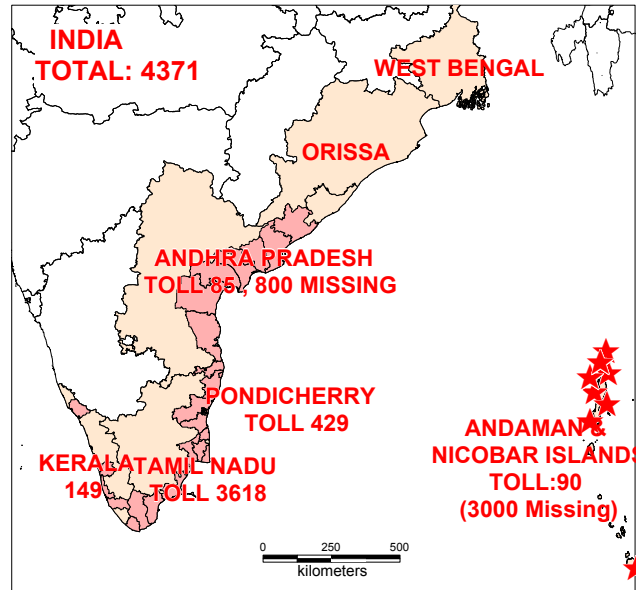 INDIA
TOTAL: 4371
WEST BENGAL
ORISSA
ANDHRA PRADESH
TOLL 85,, 800 MISSING
PONDICHERRY
TOLL 429
KERALA
149
TAMIL NADU
TOLL 3618
ANDAMAN &
NICOBAR ISLANDS
TOLL:90
(3000 Missing)
0 250 500
kilometers